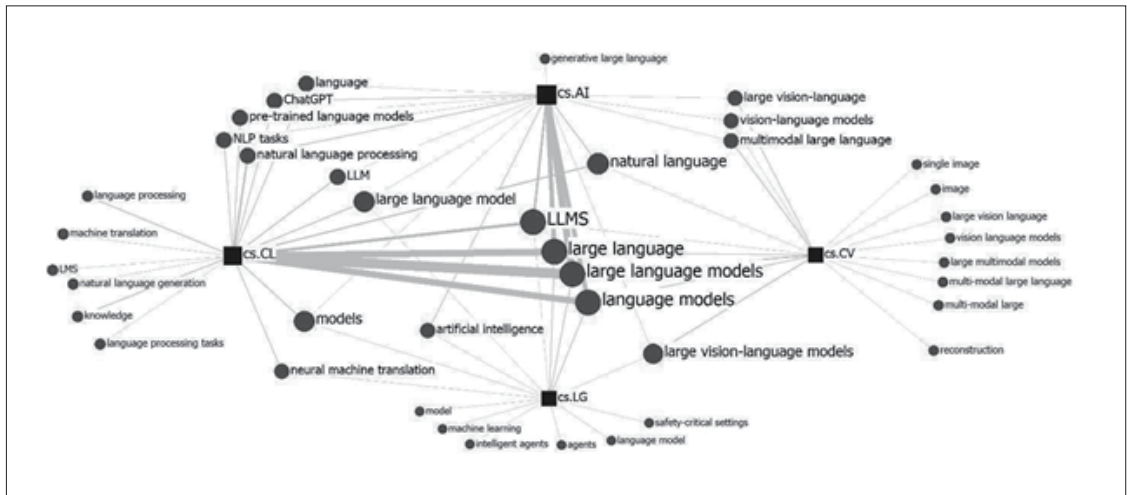 generative large language
language
cs.AI
large vision-language
ChatGPT
pre-trained language models
vision-language models
NLP tasks
multimodal large language
natural language processing
natural language
single image
LLM
image
language processing
large language model
LLMS
large vision language
machine translation
vision language models
large language
cs.CL
cs.CV
large multimodal models
LMS
large language models
natural language generation
multi-modal large language
language models
multi-modal large
knowledge
models
artificial intelligence
language processing tasks
large vision-language models
reconstruction
neural machine translation
cs.LG
model
safety-critical settings
machine learning
intelligent agents
agents
language model